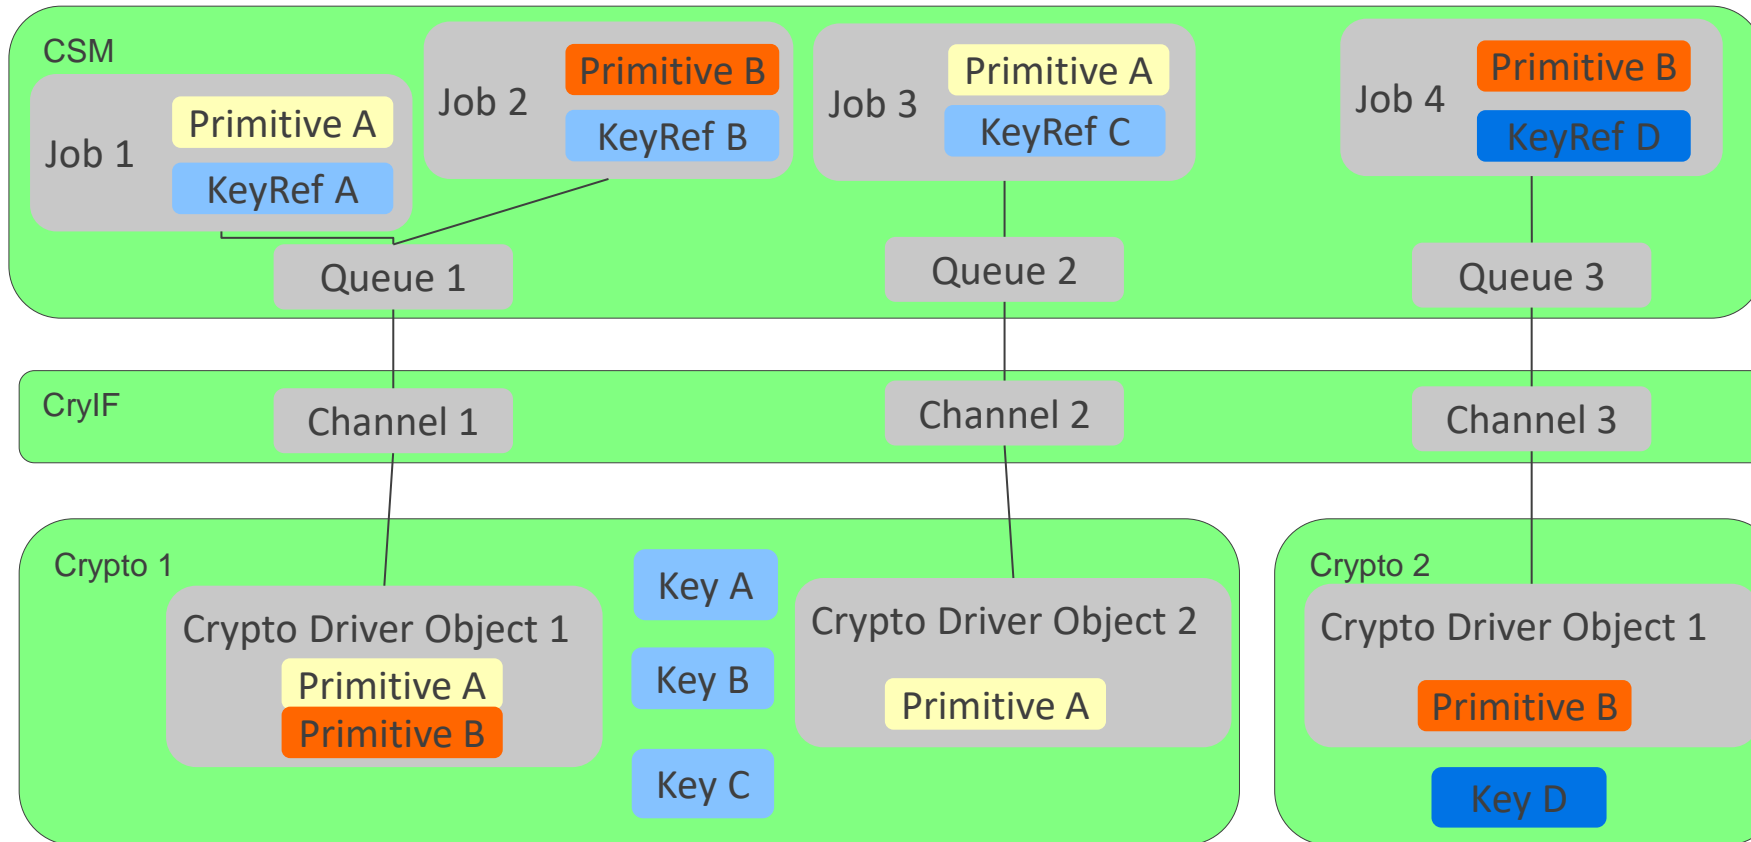 CSM
Job 1
Primitive A
KeyRef A
Job 2
Primitive B
KeyRef B
Job 3
Primitive A
KeyRef C
Job 4
Primitive B
KeyRef D
Queue 1
Queue 2
Queue 3
CryIF
Channel 1
Channel 2
Channel 3
Crypto 1
Crypto Driver Object 1
Primitive A
Primitive B
Key A
Key B
Key C
Crypto Driver Object 2
Primitive A
Crypto 2
Crypto Driver Object 1
Primitive B
Key D